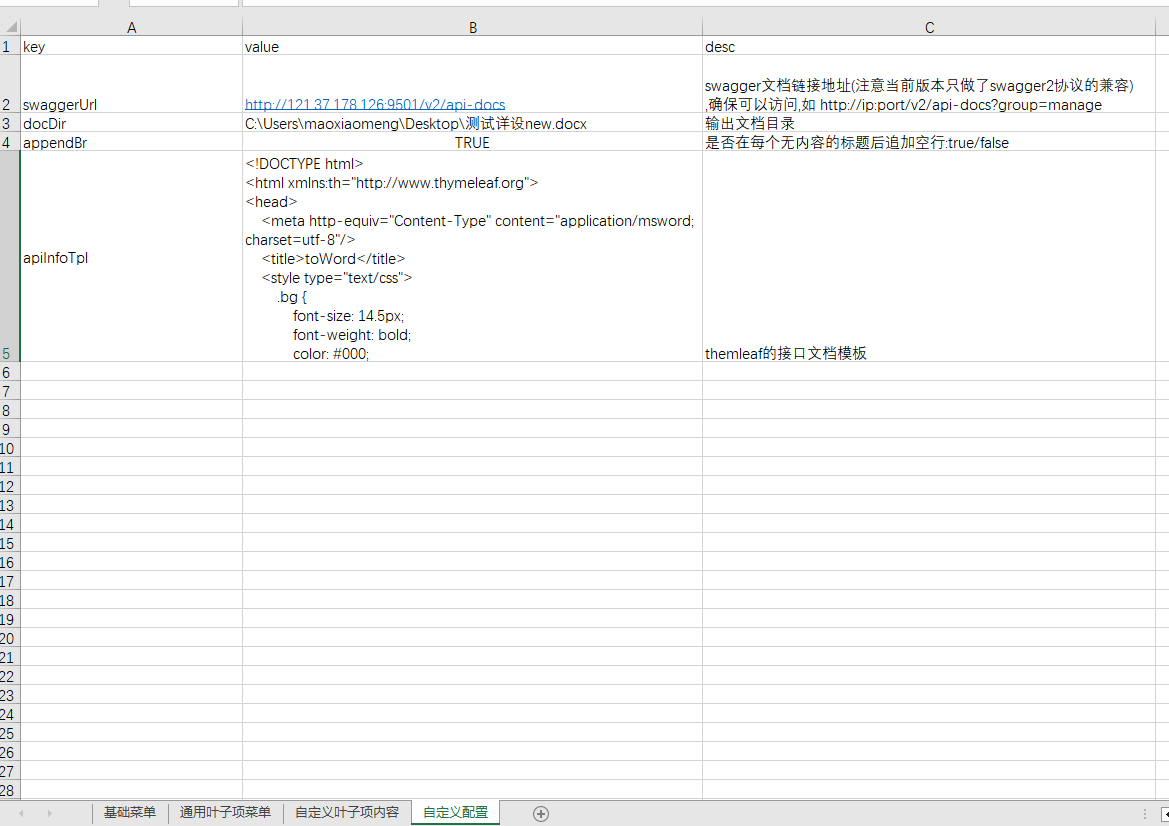 A B C
1 key value desc
swagger文档链接地址(注意当前版本只做了swagger2协议的兼容)
2 swaggerUrl http://121.37.178.126:9501/v2/api-docs ,确保可以访问,如 http://ip:port/v2/api-docs?group=manage
3 docDir C:\Users\maoxiaomeng\Desktop\测试详设new.docx 输出文档目录
4 appendBr TRUE 是否在每个无内容的标题后追加空行:true/false
<!DOCTYPE html>
<html xmlns:th="http://www.thymeleaf.org">
<head>
<meta http-equiv="Content-Type" content="application/msword;
charset=utf-8"/>
apiInfoTpl <title>toWord</title>
<style type="text/css">
.bg {
font-size: 14.5px;
font-weight: bold;
5 color: #000; themleaf的接口文档模板
6
7
8
9
10
11
12
13
14
15
16
17
18
19
20
21
22
23
24
25
26
27
28
基础菜单 通用叶子项菜单 自定义叶子项内容 自定义配置